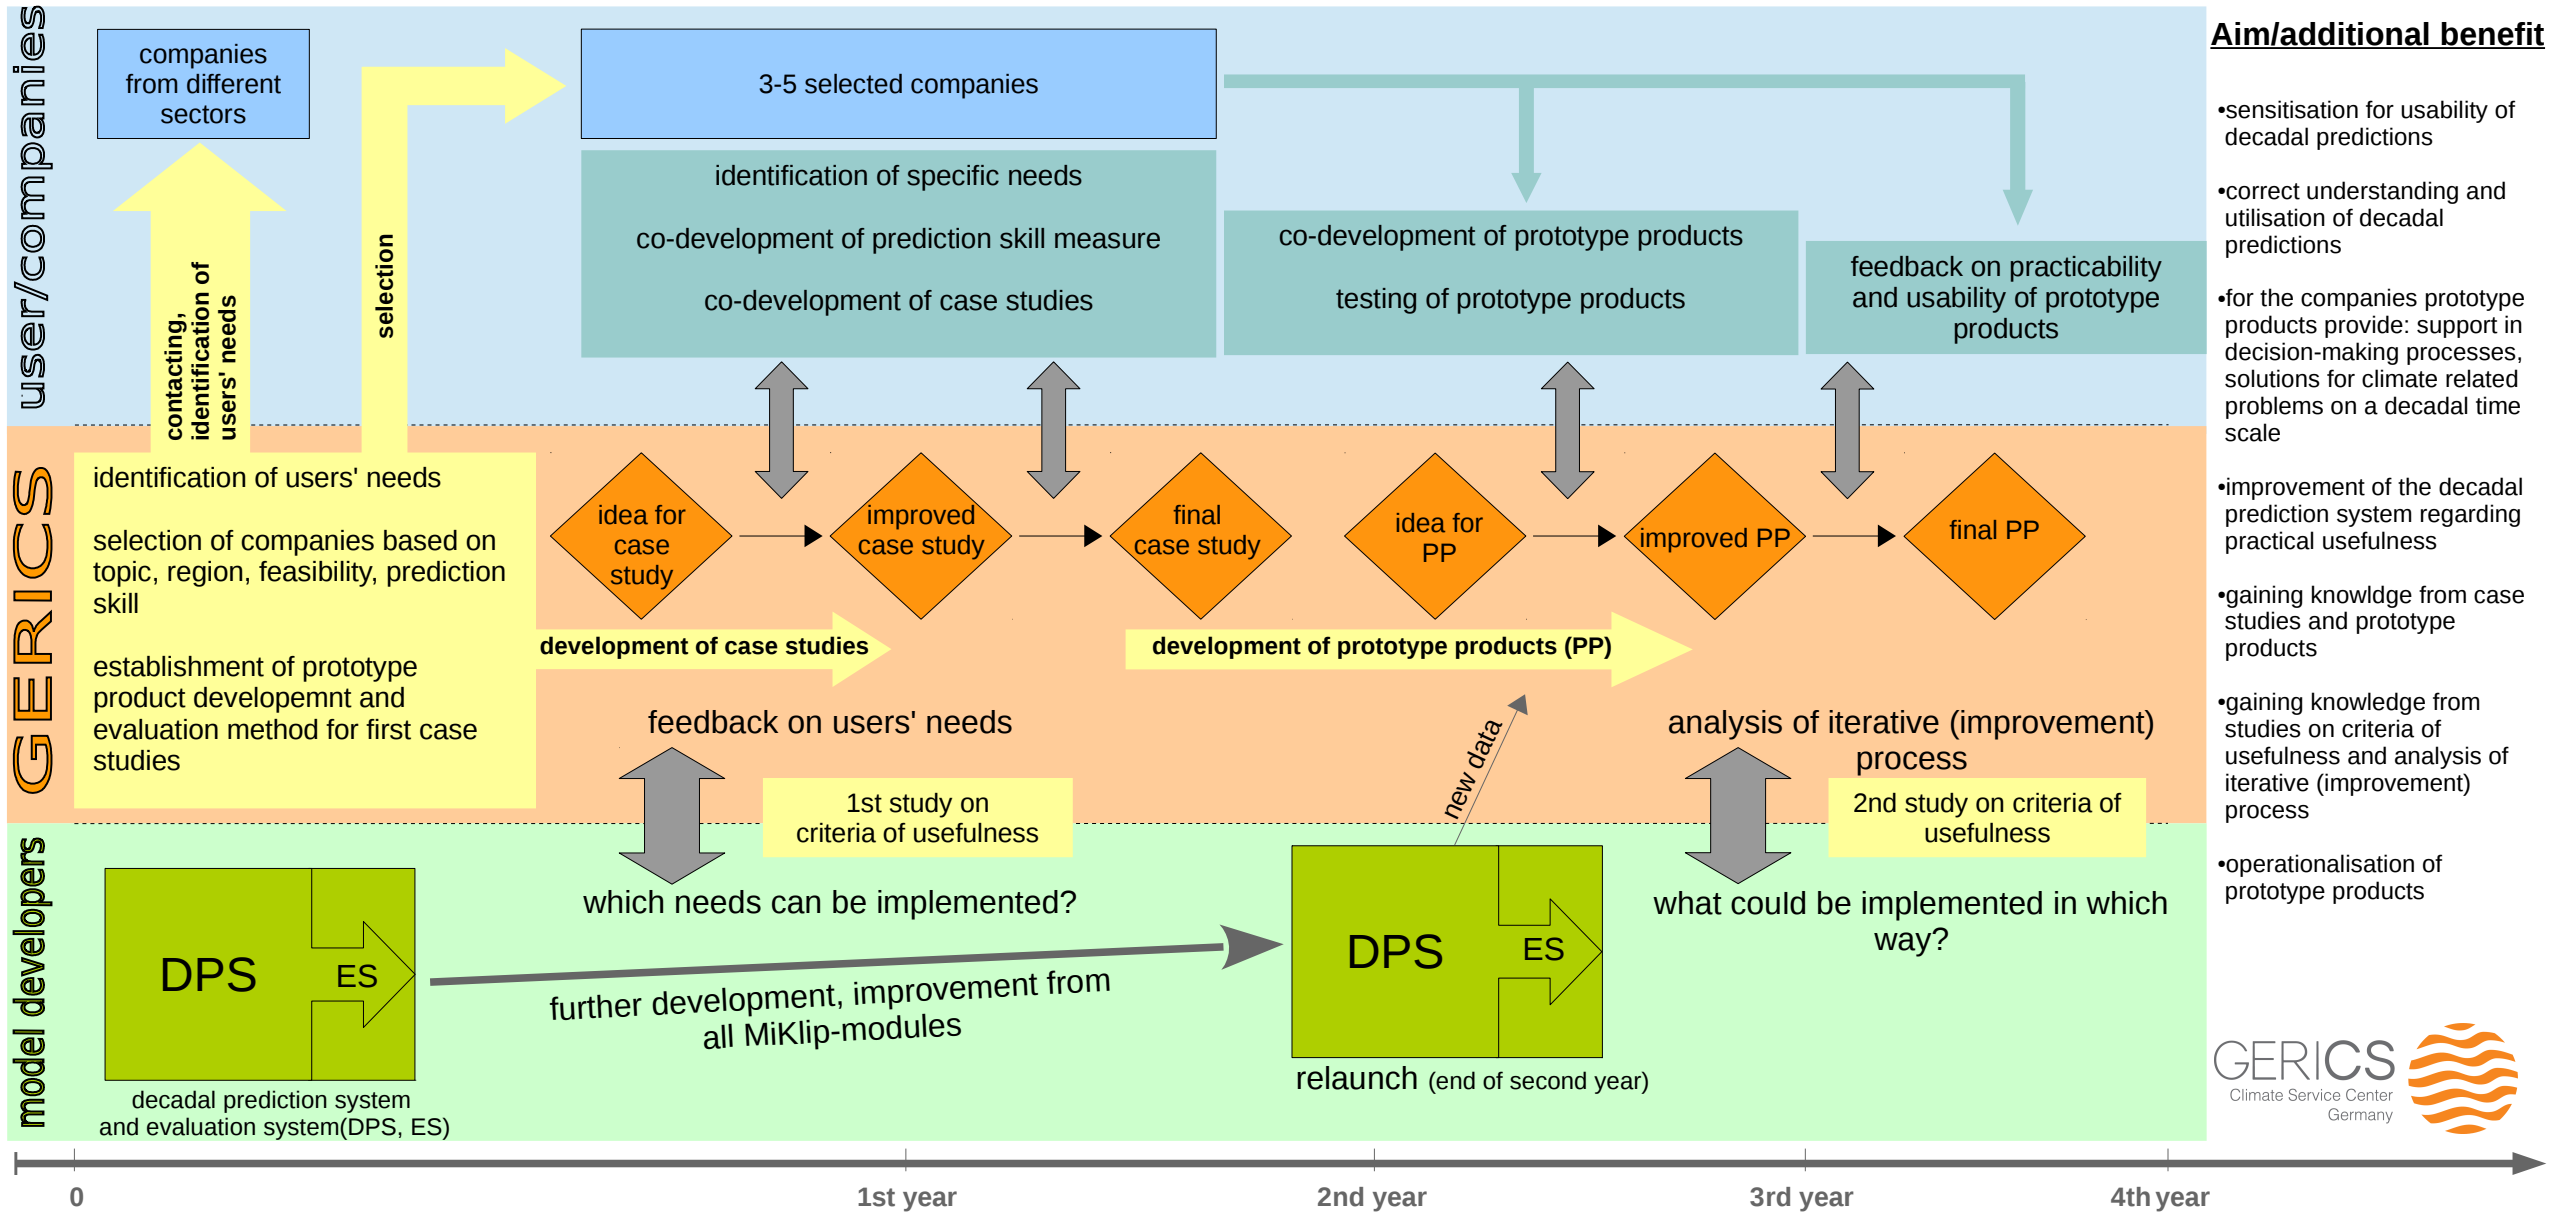 user/companies
companies
from different
sectors
contacting,
identification of
users' needs
selection
3-5 selected companies
identification of specific needs
co-development of prediction skill measure
co-development of case studies
co-development of prototype products
testing of prototype products
feedback on practicability
and usability of prototype
products
GERICS
identification of users' needs
selection of companies based on
topic, region, feasibility, prediction
skill
establishment of prototype
product developemnt and
evaluation method for first case
studies
idea for
case
study
improved
case study
final
case study
idea for
PP
improved PP
final PP
development of case studies
development of prototype products (PP)
feedback on users' needs
1st study on
criteria of usefulness
new data
analysis of iterative (improvement)
process
2nd study on criteria of
usefulness
model developers
DPS
ES
decadal prediction system
and evaluation system(DPS, ES)
which needs can be implemented?
further development, improvement from
all MiKlip-modules
DPS
ES
relaunch (end of second year)
what could be implemented in which
way?
0
1st year
2nd year
3rd year
4th year
Aim/additional benefit
•sensitisation for usability of
decadal predictions
•correct understanding and
utilisation of decadal
predictions
•for the companies prototype
products provide: support in
decision-making processes,
solutions for climate related
problems on a decadal time
scale
•improvement of the decadal
prediction system regarding
practical usefulness
•gaining knowldge from case
studies and prototype
products
•gaining knowledge from
studies on criteria of
usefulness and analysis of
iterative (improvement)
process
•operationalisation of
prototype products
GERICS
Climate Service Center
Germany